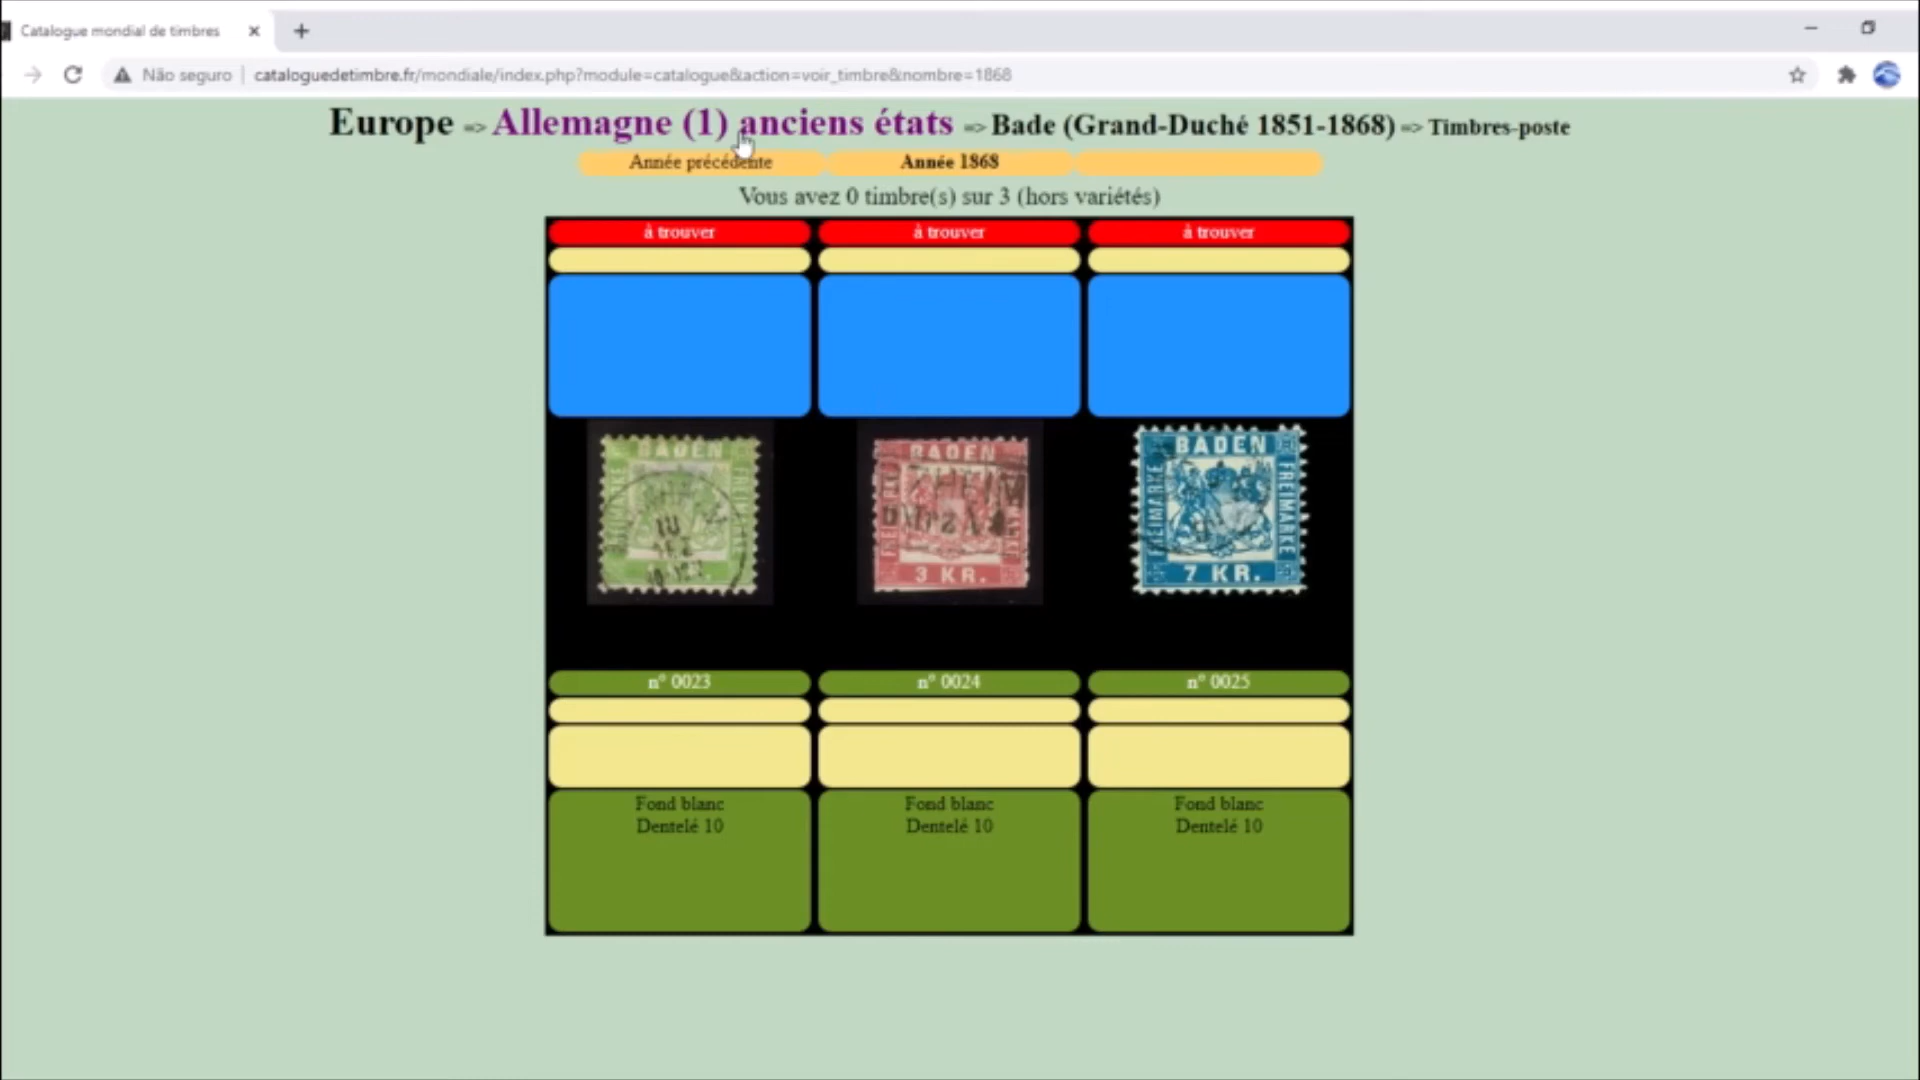 Catalogue mondial de timbres
Não seguro | cataloguedetimbre.fr/mondiale/index.php?module=catalogue&action=voir_timbre&nombre=1868
Europe => Allemagne (1) anciens états => Bade (Grand-Duché 1851-1868) => Timbres-poste
Année précédente Année 1868
Vous avez 0 timbre(s) sur 3 (hors variétés)
à trouver à trouver à trouver
BADEN
BADEN
FREIMARKE
3 KR.
BADEN
FREIMARKE
FREIMARKE
7 KR.
n° 0023 n° 0024 n° 0025
Fond blanc Fond blanc Fond blanc
Dentelé 10 Dentelé 10 Dentelé 10